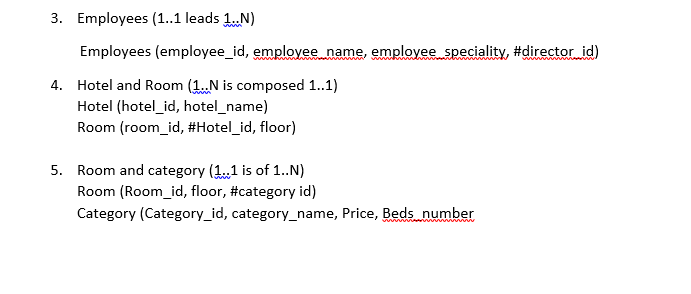 3. Employees (1..1 leads 1..N)
Employees (employee_id, employee_name, employee_speciality, #director_id)
4. Hotel and Room (1..N is composed 1..1)
Hotel (hotel_id, hotel_name)
Room (room_id, #Hotel_id, floor)
5. Room and category (1..1 is of 1..N)
Room (Room_id, floor, #category id)
Category (Category_id, category_name, Price, Beds_number